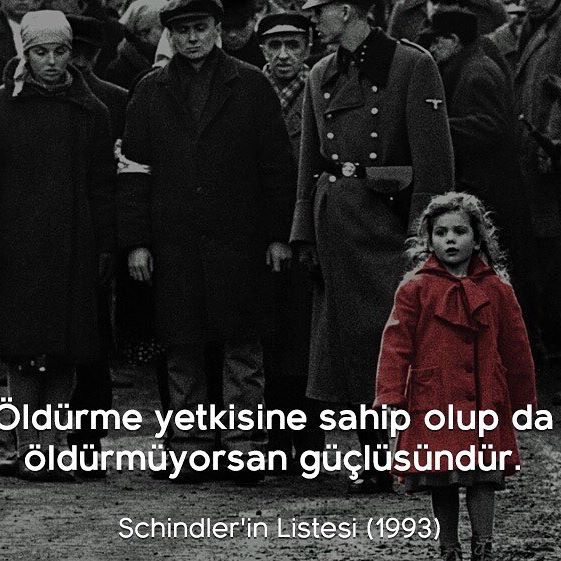 Öldürme yetkisine sahip olup da
öldürmüyorsan güçlüsündür.
Schindler'in Listesi (1993)